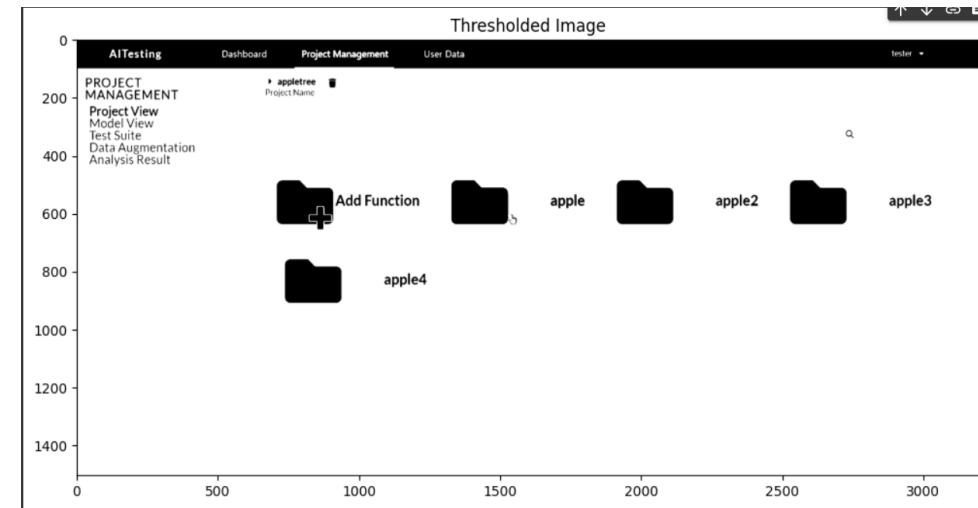 Thresholded Image
0
AITesting Dashboard Project Management User Data tester
PROJECT
MANAGEMENT
appletree
Project Name
200
Project View
Model View
Test Suite
Data Augmentation
Analysis Result
400
600
Add Function apple apple2 apple3
800
apple4
1000
1200
1400
0 500 1000 1500 2000 2500 3000